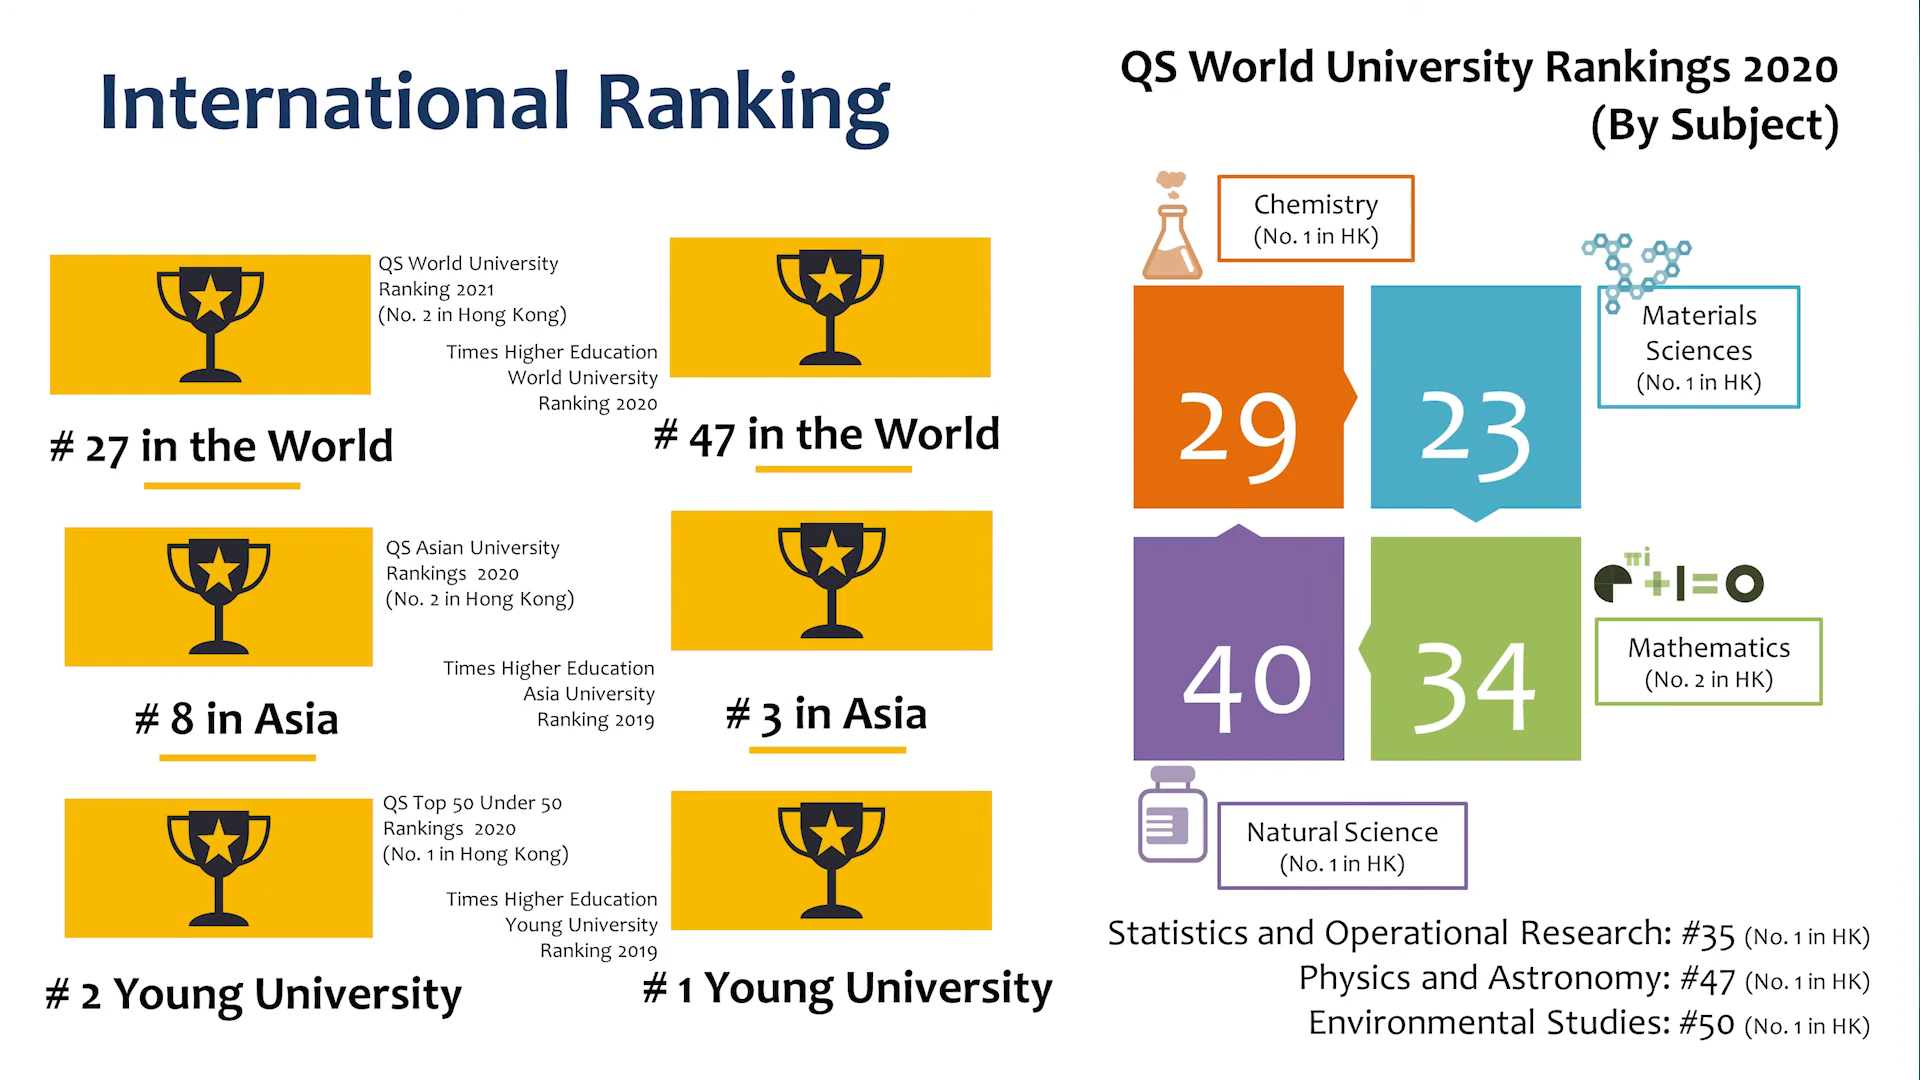 International Ranking
QS World University
Ranking 2021
(No. 2 in Hong Kong)
# 27 in the World
Times Higher Education
World University
Ranking 2020
# 47 in the World
QS Asian University
Rankings 2020
(No. 2 in Hong Kong)
# 8 in Asia
Times Higher Education
Asia University
Ranking 2019
# 3 in Asia
QS Top 50 Under 50
Rankings 2020
(No. 1 in Hong Kong)
# 2 Young University
Times Higher Education
Young University
Ranking 2019
# 1 Young University
QS World University Rankings 2020
(By Subject)
Chemistry
(No. 1 in HK)
29
23
Materials
Sciences
(No. 1 in HK)
40
34
e^πi+1=0
Mathematics
(No. 2 in HK)
Natural Science
(No. 1 in HK)
Statistics and Operational Research: #35 (No. 1 in HK)
Physics and Astronomy: #47 (No. 1 in HK)
Environmental Studies: #50 (No. 1 in HK)